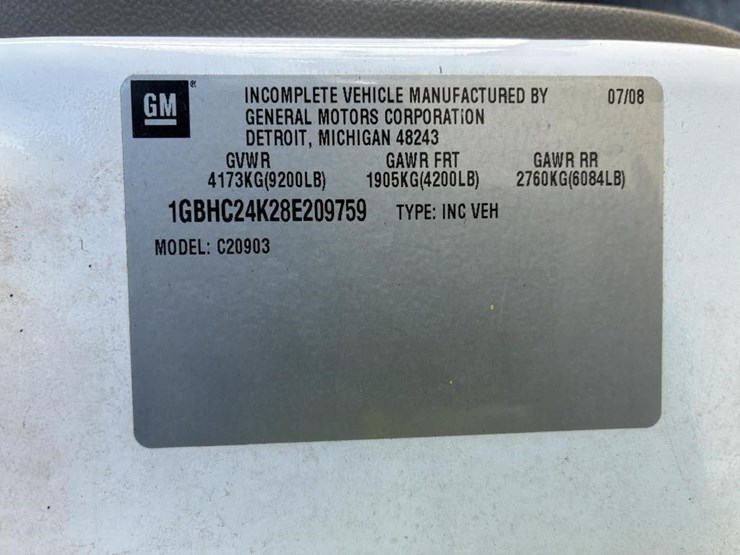 GM ®
INCOMPLETE VEHICLE MANUFACTURED BY 07/08
GENERAL MOTORS CORPORATION
DETROIT, MICHIGAN 48243
GVWR GAWR FRT GAWR RR
4173KG(9200LB) 1905KG(4200LB) 2760KG(6084LB)
1GBHC24K28E209759 TYPE: INC VEH
MODEL: C20903